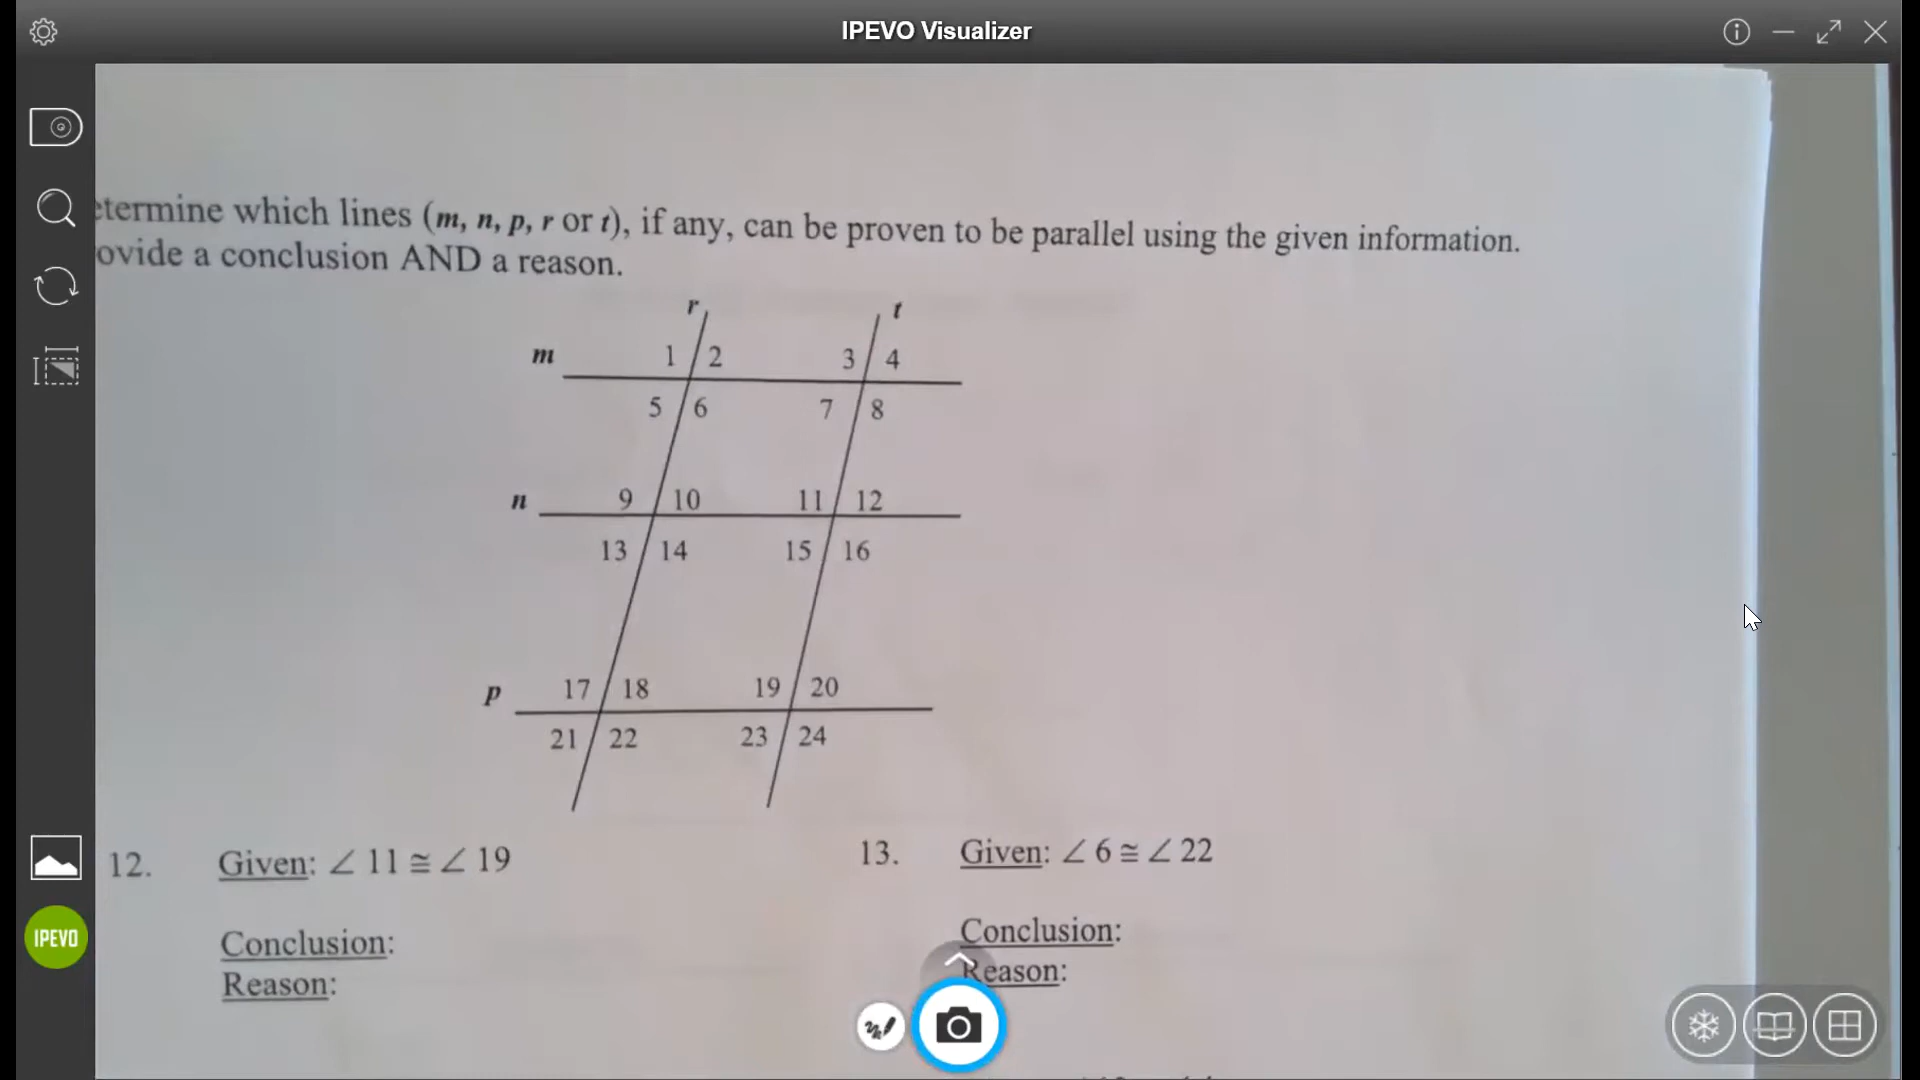 IPEVO Visualizer
etermine which lines (m, n, p, r or t), if any, can be proven to be parallel using the given information.
ovide a conclusion AND a reason.
r t
m 1 2 3 4
5 6 7 8
n 9 10 11 12
13 14 15 16
p 17 18 19 20
21 22 23 24
12. Given: ∠ 11 ≅ ∠ 19
Conclusion:
Reason:
13. Given: ∠ 6 ≅ ∠ 22
Conclusion:
Reason:
IPEVO